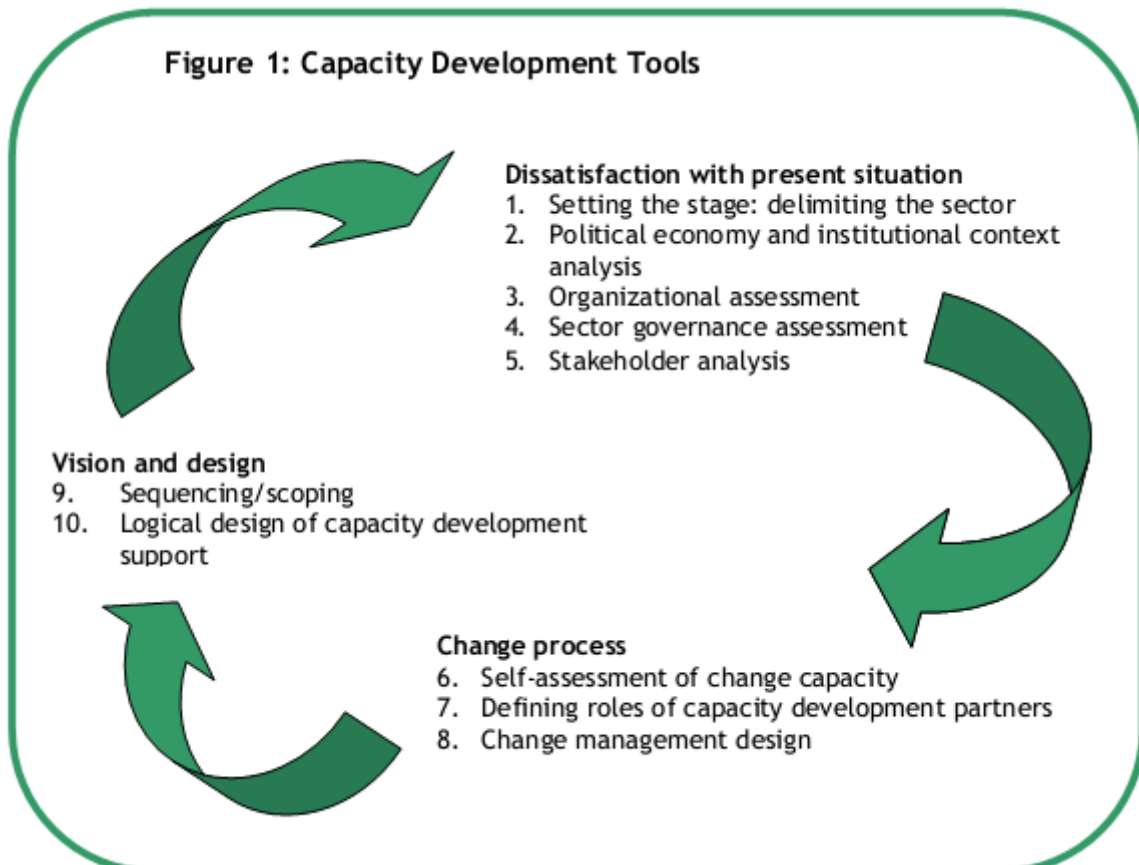 Figure 1: Capacity Development Tools
Dissatisfaction with present situation
1. Setting the stage: delimiting the sector
2. Political economy and institutional context
analysis
3. Organizational assessment
4. Sector governance assessment
5. Stakeholder analysis
Change process
6. Self-assessment of change capacity
7. Defining roles of capacity development partners
8. Change management design
Vision and design
9. Sequencing/scoping
10. Logical design of capacity development
support